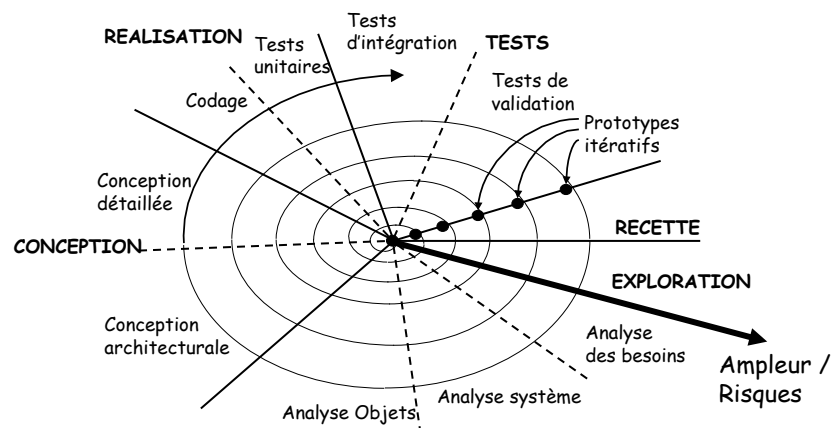 REALISATION
Tests
unitaires
Tests
d’intégration
TESTS
Codage
Tests de
validation
Prototypes
itératifs
Conception
détaillée
CONCEPTION
RECETTE
EXPLORATION
Conception
architecturale
Analyse
des besoins
Analyse Objets
Analyse système
Ampleur /
Risques